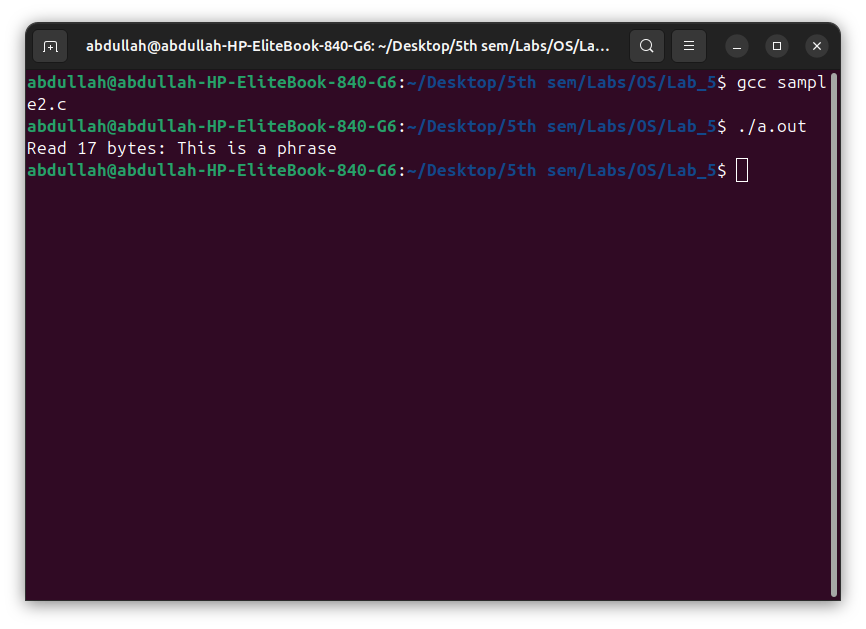 abdullah@abdullah-HP-EliteBook-840-G6: ~/Desktop/5th sem/Labs/OS/La...
abdullah@abdullah-HP-EliteBook-840-G6:~/Desktop/5th sem/Labs/OS/Lab_5$ gcc sampl
e2.c
abdullah@abdullah-HP-EliteBook-840-G6:~/Desktop/5th sem/Labs/OS/Lab_5$ ./a.out
Read 17 bytes: This is a phrase
abdullah@abdullah-HP-EliteBook-840-G6:~/Desktop/5th sem/Labs/OS/Lab_5$